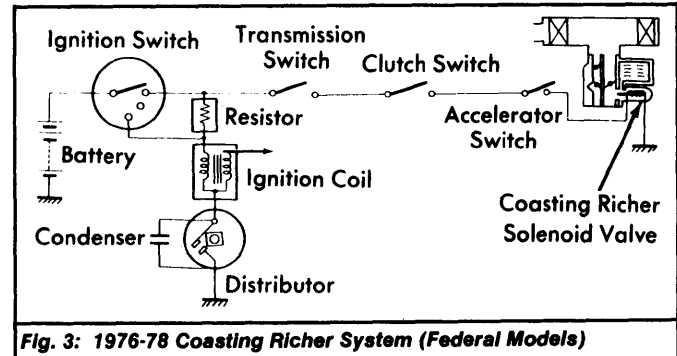 Ignition Switch
Transmission
Switch
Clutch Switch
Accelerator
Switch
Resistor
Battery
Ignition Coil
Coasting Richer
Solenoid Valve
Condenser
Distributor
Fig. 3: 1976-78 Coasting Richer System (Federal Models)